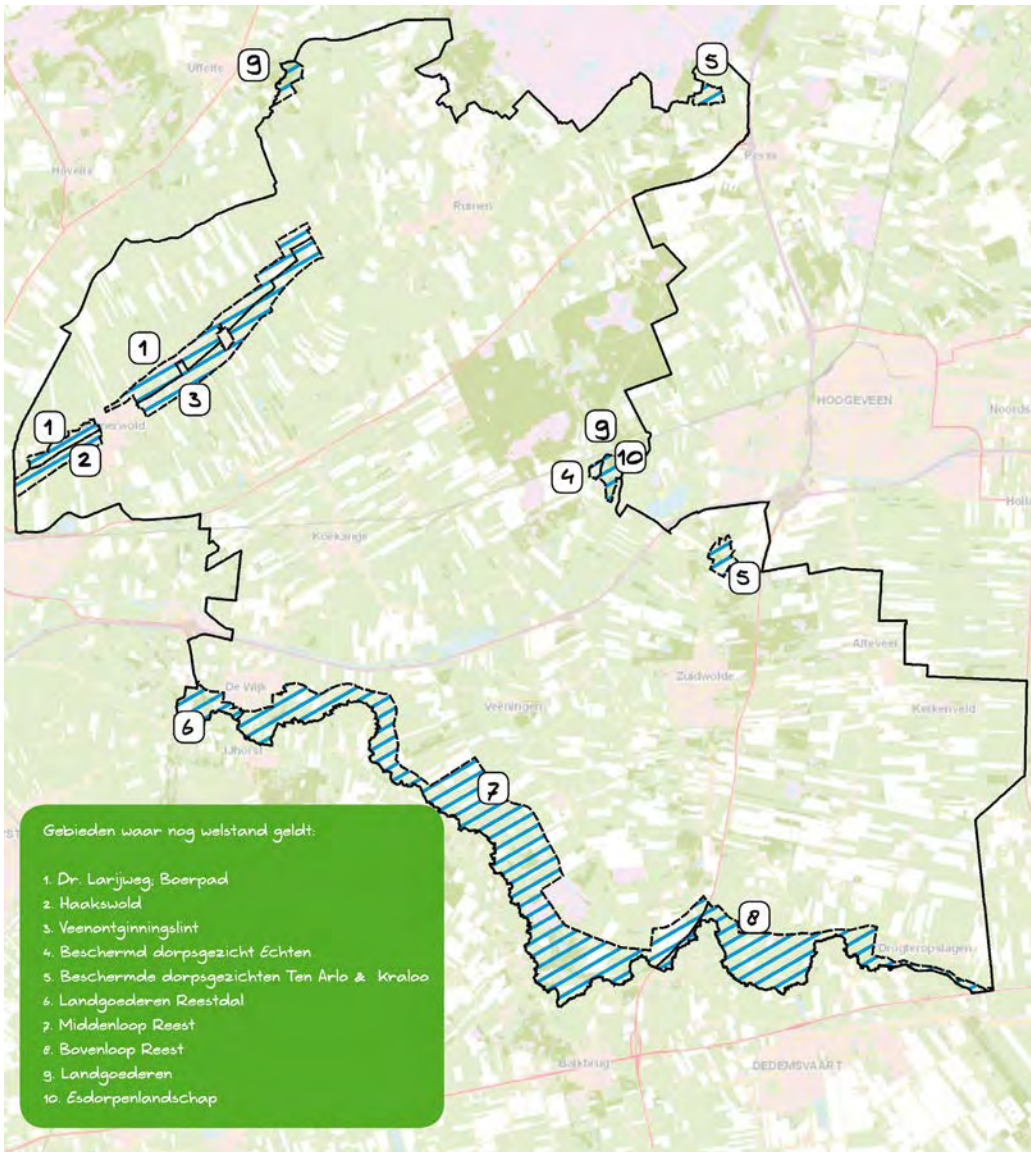 9
5
Uffelte
Havelte
Ruinen
1
3
1
2
9
10
4
HOOGEVEEN
Koekange
5
Alteveer
Zuidwolde
De Wijk
Kerkenveld
Veeningen
6
IJhorst
7
Gebieden waar nog welstand geldt:
1. Dr. Larijweg; Boerpad
2. Haakswold
3. Veenontginningslint
4. Beschermd dorpsgezicht Echten
5. Beschermde dorpsgezichten Ten Arlo & Kraloo
6. Landgoederen Reestdal
7. Middenloop Reest
8. Bovenloop Reest
9. Landgoederen
10. Esdorpenlandschap
8
Drogteropslagen
Balkbrug
DEDEMSVAART